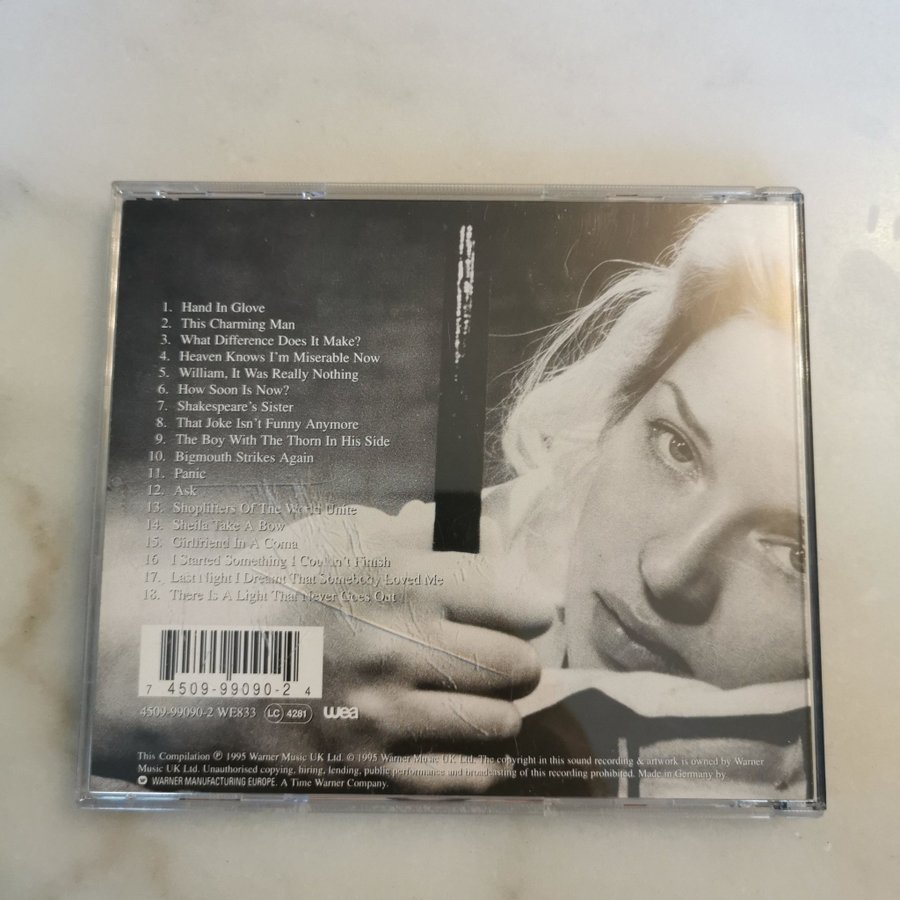 1. Hand In Glove
2. This Charming Man
3. What Difference Does It Make?
4. Heaven Knows I'm Miserable Now
5. William, It Was Really Nothing
6. How Soon Is Now?
7. Shakespeare's Sister
8. That Joke Isn't Funny Anymore
9. The Boy With The Thorn In His Side
10. Bigmouth Strikes Again
11. Panic
12. Ask
13. Shoplifters Of The World Unite
14. Sheila Take A Bow
15. Girlfriend In A Coma
16 I Started Something I Couldn't Finish
17. Last Night I Dreamt That Somebody Loved Me
18. There Is A Light That Never Goes Out
7 4509-99090-2 4
4509-99090-2 WE833 LC 4281 wea
This Compilation ℗ 1995 Warner Music UK Ltd. © 1995 Warner Music UK Ltd. The copyright in this sound recording & artwork is owned by Warner
Music UK Ltd. Unauthorised copying, hiring, lending, public performance and broadcasting of this recording prohibited. Made in Germany by
WARNER MANUFACTURING EUROPE. A Time Warner Company.